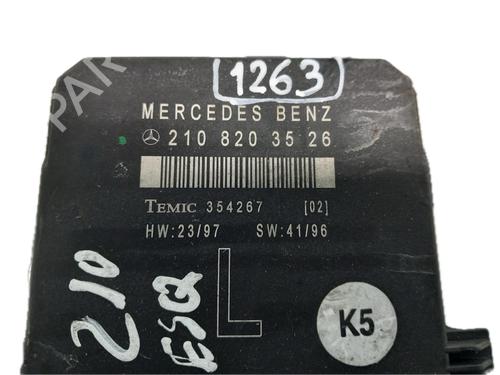 1263
MERCEDES BENZ
210 820 35 26
TEMIC 354267 [02]
HW:23/97 SW:41/96
210
ESQ
L
K5